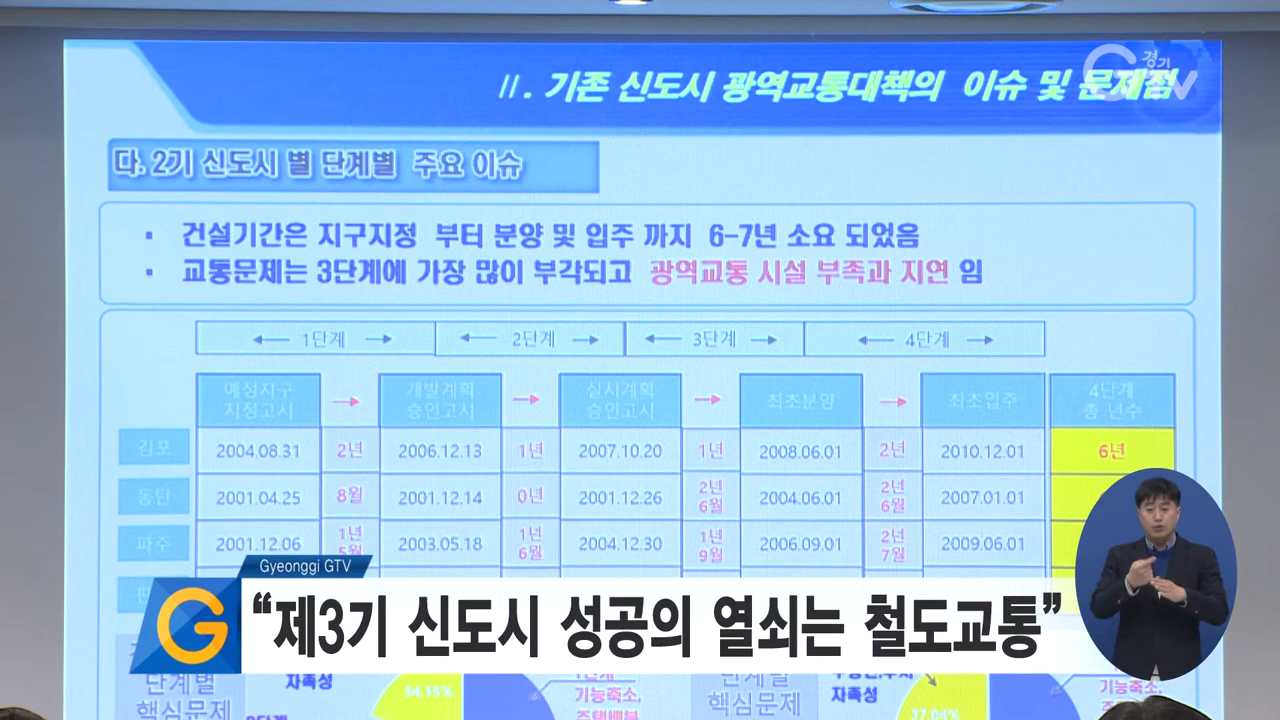 경기
GTV
II. 기존 신도시 광역교통대책의 이슈 및 문제점
다. 2기 신도시 별 단계별 주요 이슈
▪ 건설기간은 지구지정 부터 분양 및 입주 까지 6-7년 소요 되었음
▪ 교통문제는 3단계에 가장 많이 부각되고 광역교통 시설 부족과 지연 임
1단계 2단계 3단계 4단계
예정지구 지정고시 → 개발계획 승인고시 → 실시계획 승인고시 → 최초분양 → 최초입주 4단계 총 년수
김포 2004.08.31 2년 2006.12.13 1년 2007.10.20 1년 2008.06.01 2년 2010.12.01 6년
동탄 2001.04.25 8월 2001.12.14 0년 2001.12.26 2년 6월 2004.06.01 2년 6월 2007.01.01
파주 2001.12.06 1년 5월 2003.05.18 1년 6월 2004.12.30 1년 9월 2006.09.01 2년 7월 2009.06.01
Gyeonggi GTV
G
“제3기 신도시 성공의 열쇠는 철도교통”
단계별
핵심문제
자족성
34.15%
기능축소,
주택배분
핵심문제
자족성
37.04%
기능축소,